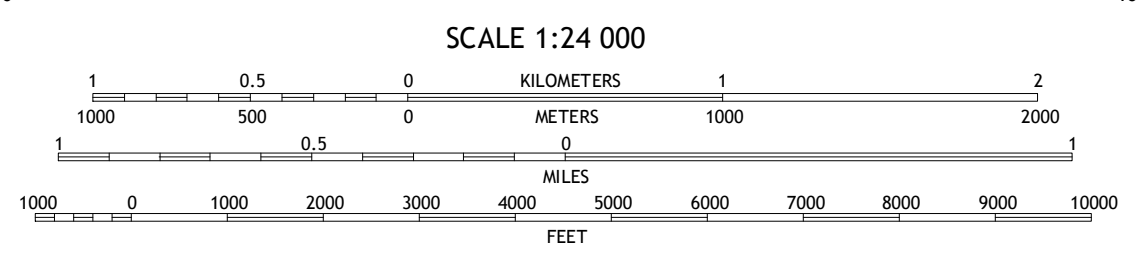 SCALE 1:24 000
1 0.5 0 KILOMETERS 1 2
1000 500 0 METERS 1000 2000
1 0.5 0 1
MILES
1000 0 1000 2000 3000 4000 5000 6000 7000 8000 9000 10000
FEET